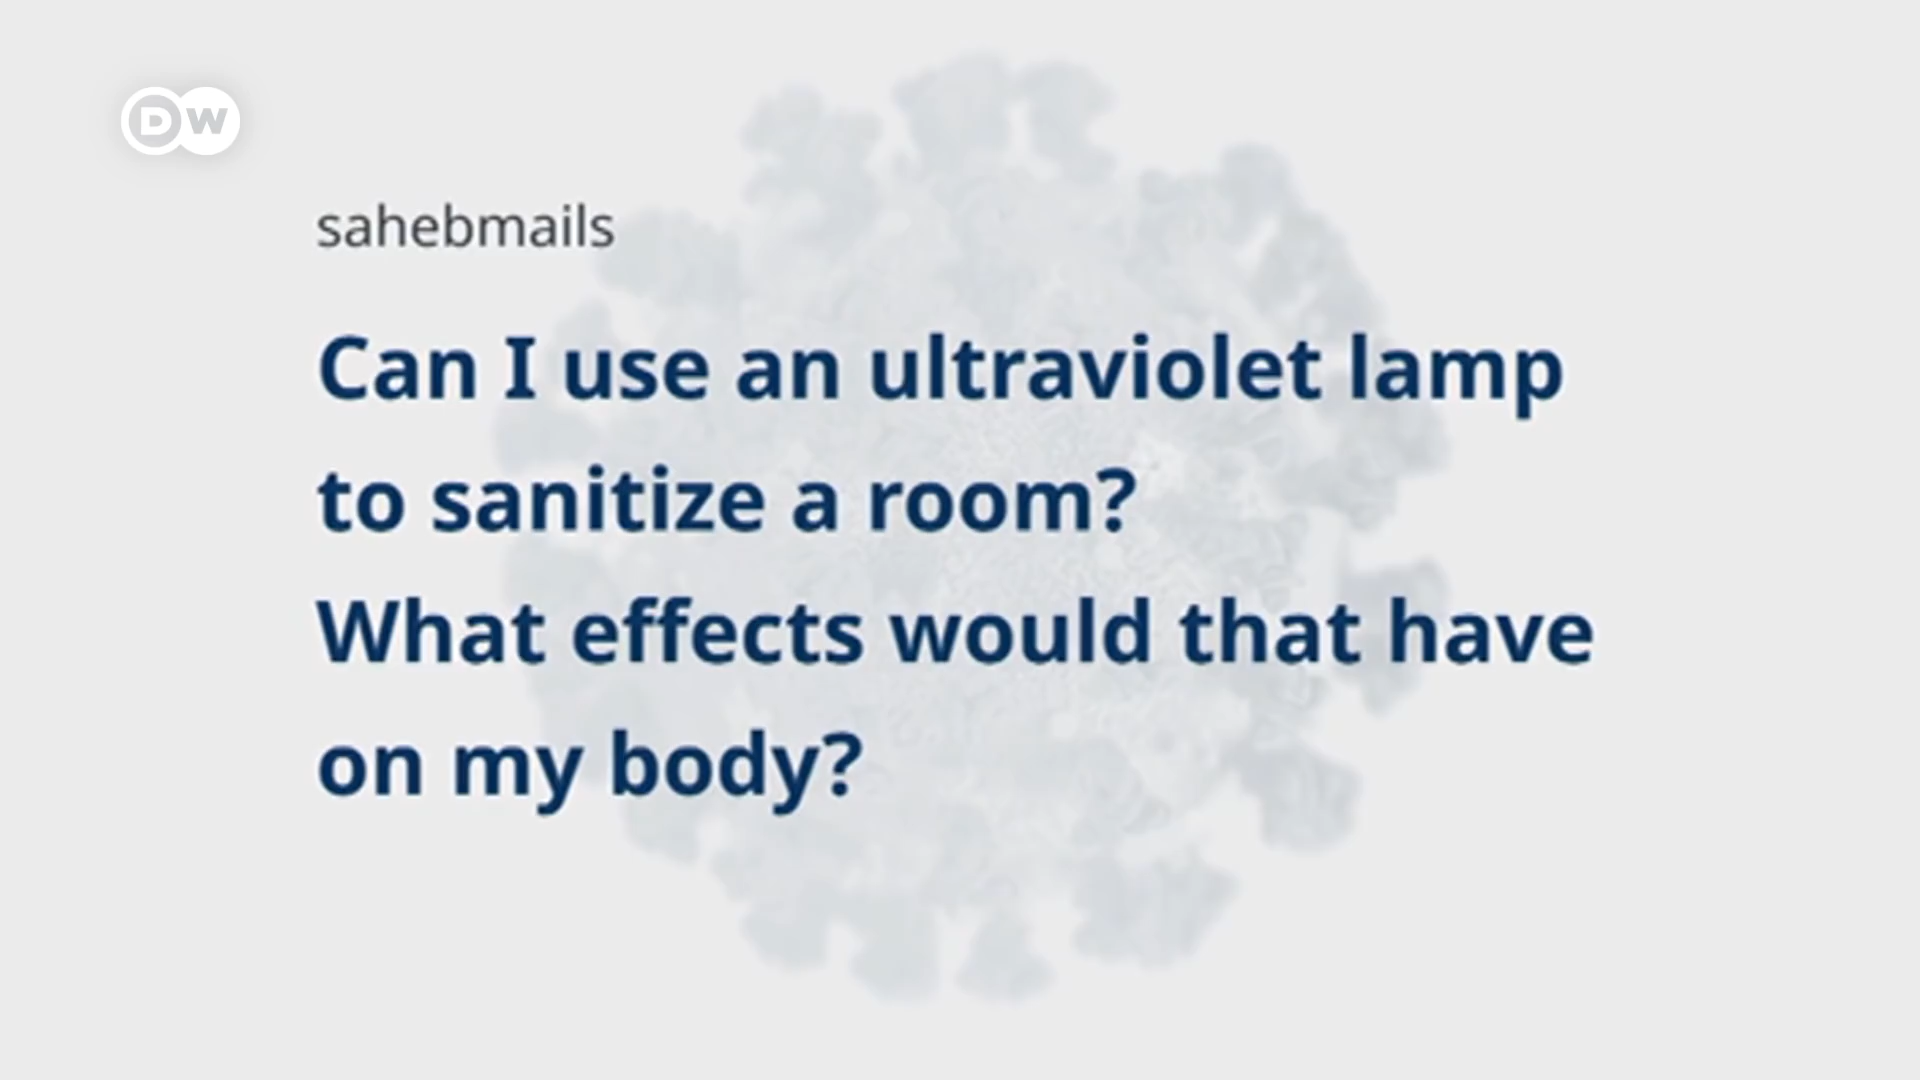 DW
sahebmails
Can I use an ultraviolet lamp
to sanitize a room?
What effects would that have
on my body?